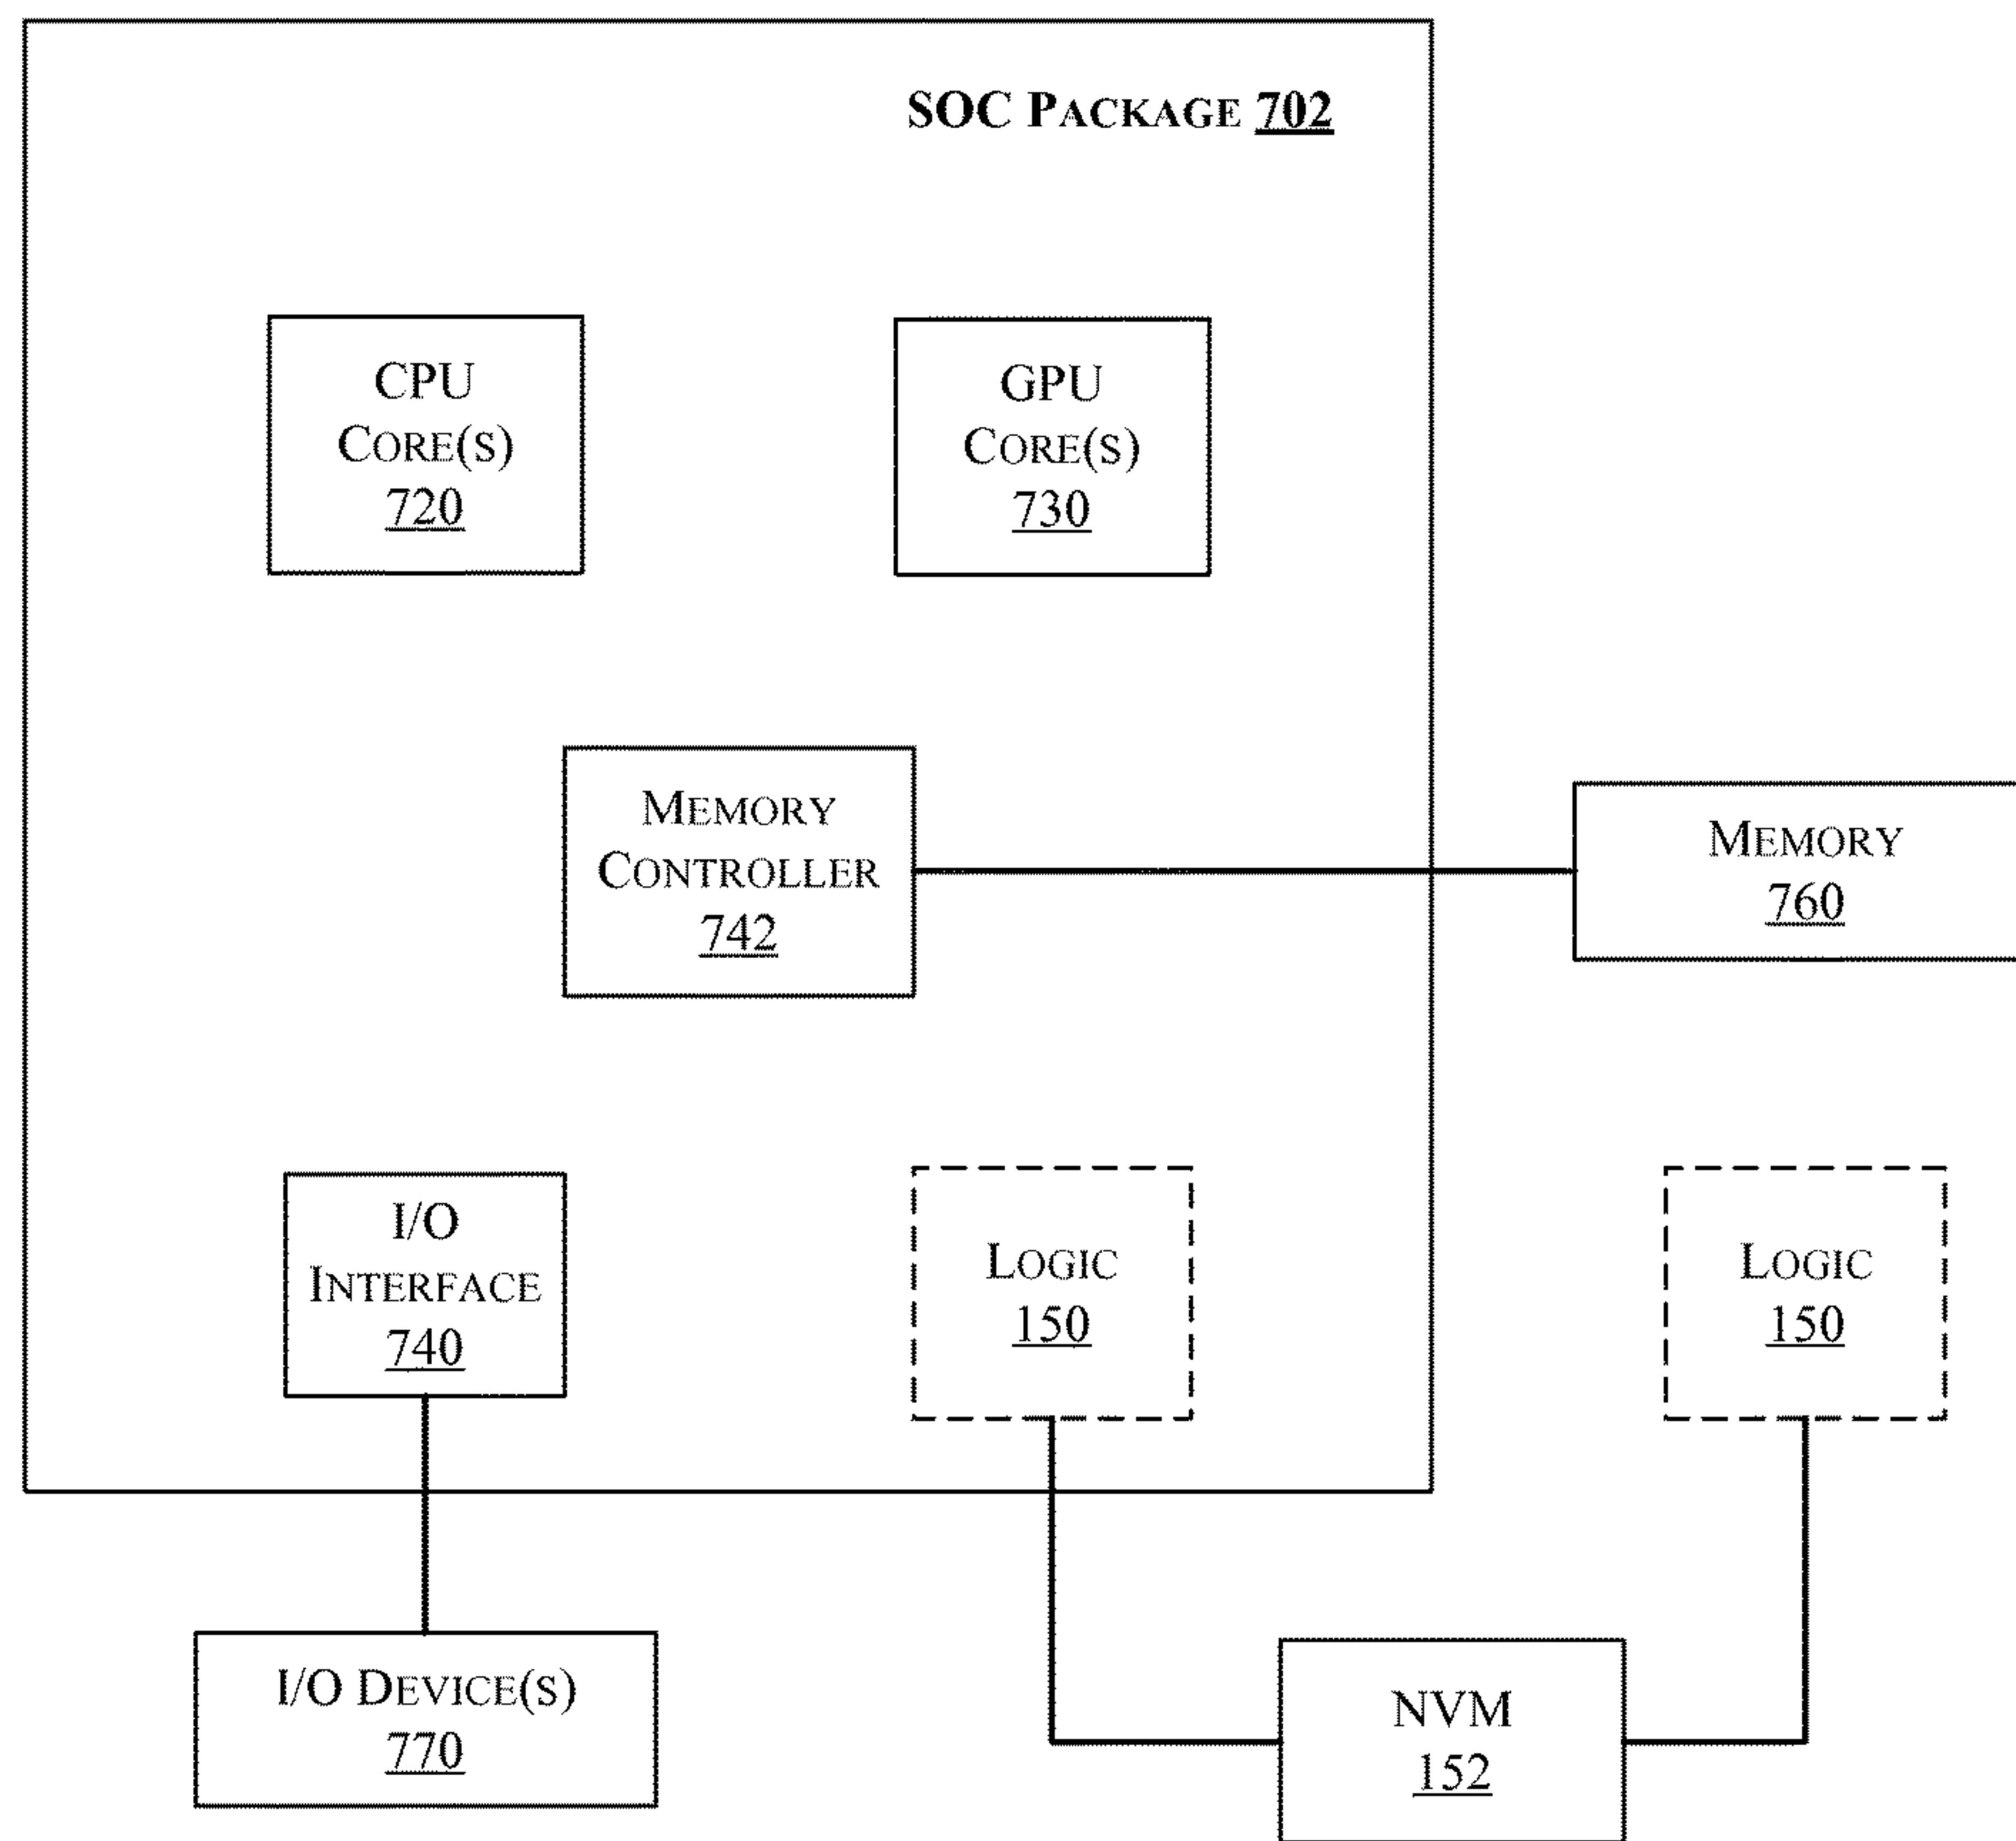 SOC PACKAGE 702
CPU
CORE(S)
720
GPU
CORE(S)
730
MEMORY
CONTROLLER
742
MEMORY
760
I/O
INTERFACE
740
LOGIC
150
LOGIC
150
I/O DEVICE(S)
770
NVM
152